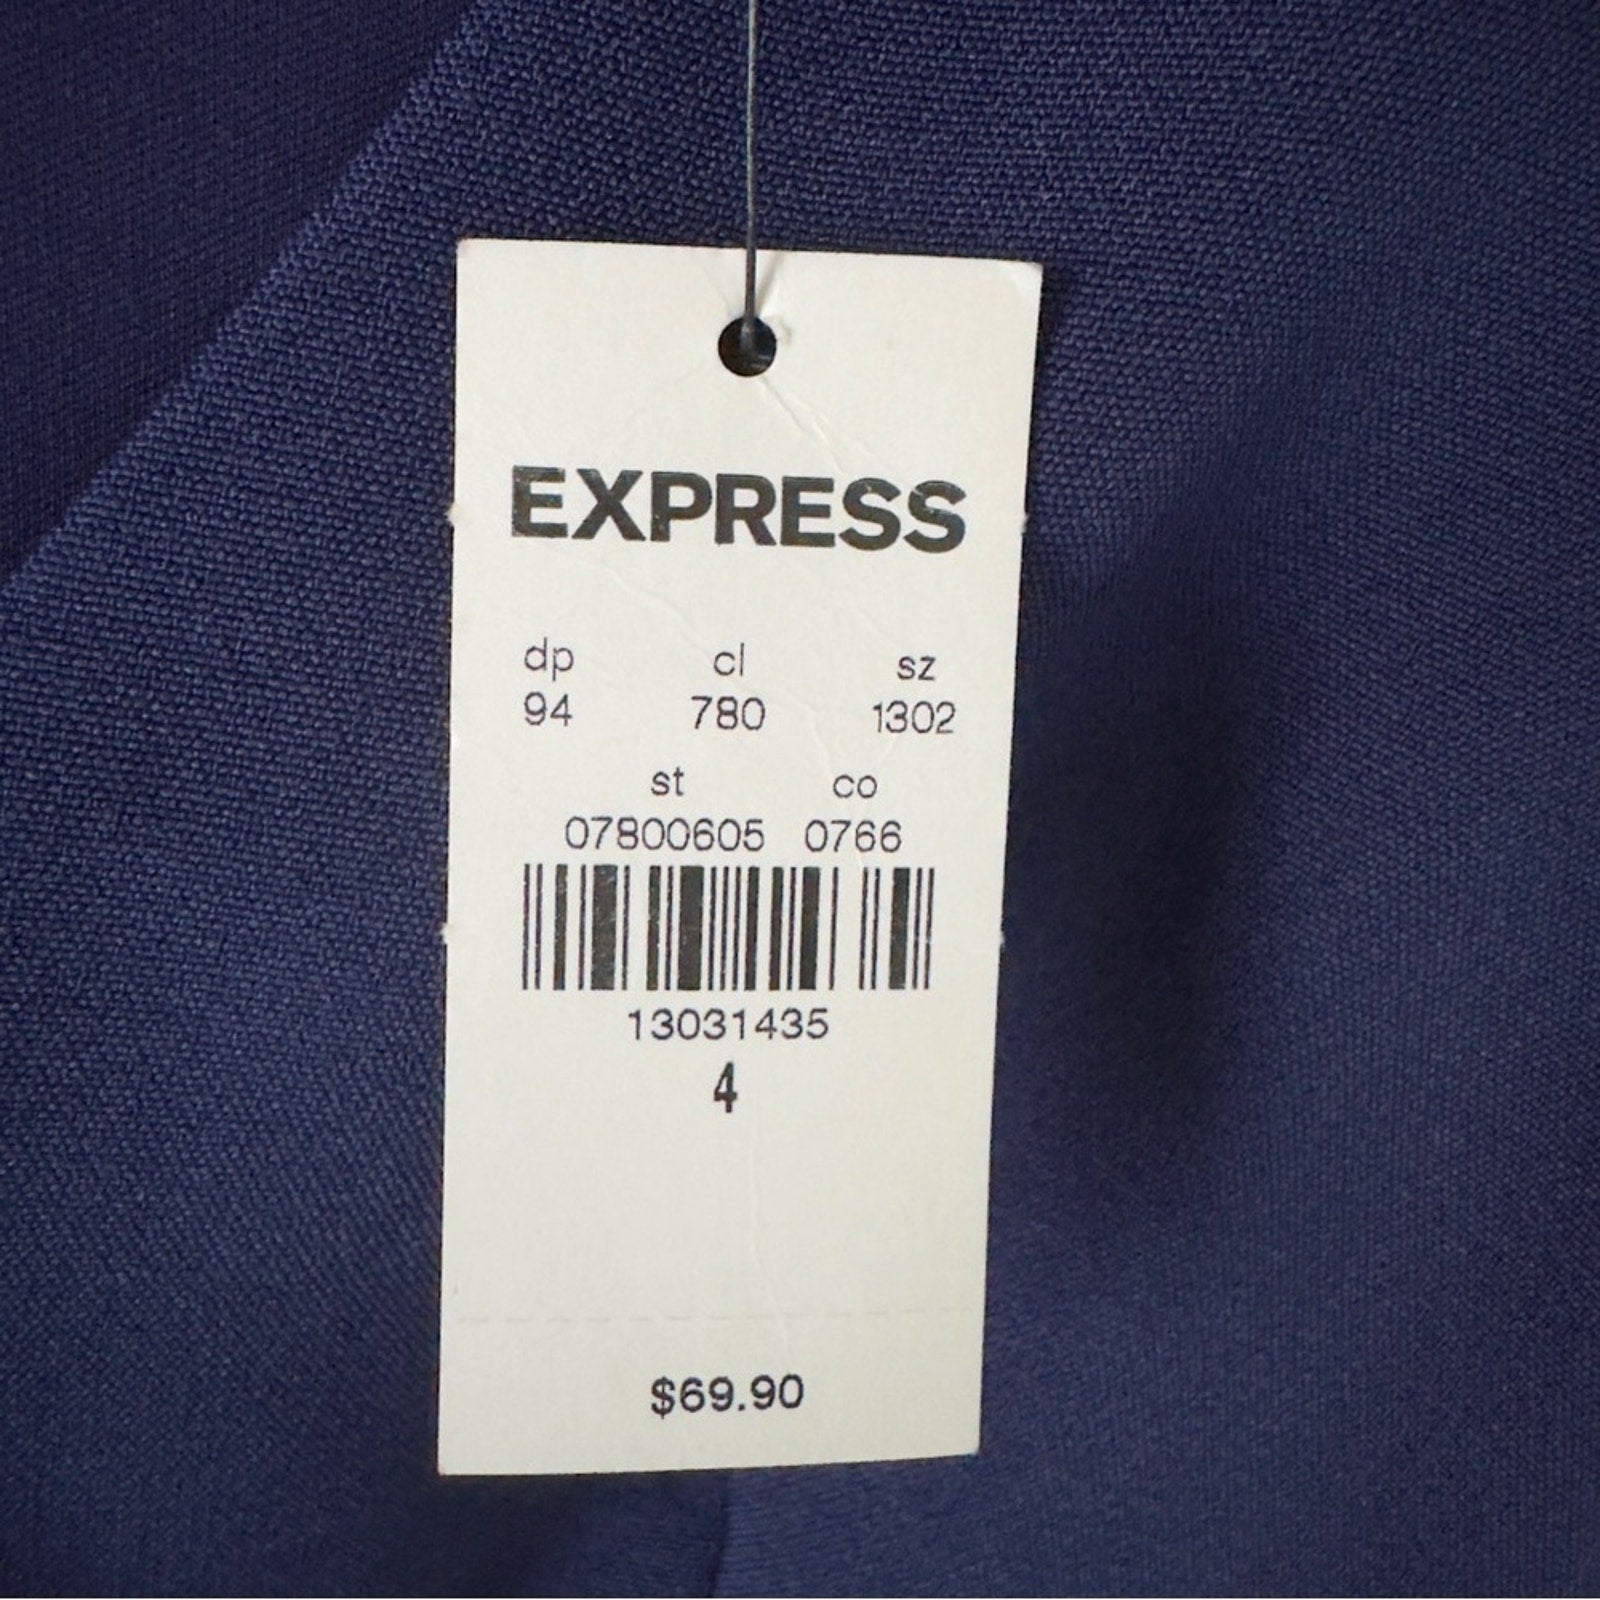 EXPRESS
dp cl sz
94 780 1302
st co
07800605 0766
13031435
4
$69.90